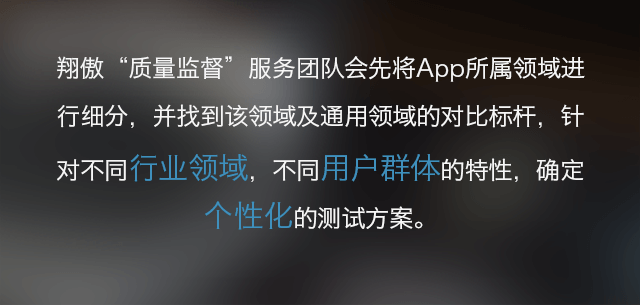 翔傲“质量监督”服务团队会先将App所属领域进
行细分，并找到该领域及通用领域的对比标杆，针
对不同行业领域，不同用户群体的特性，确定
个性化的测试方案。